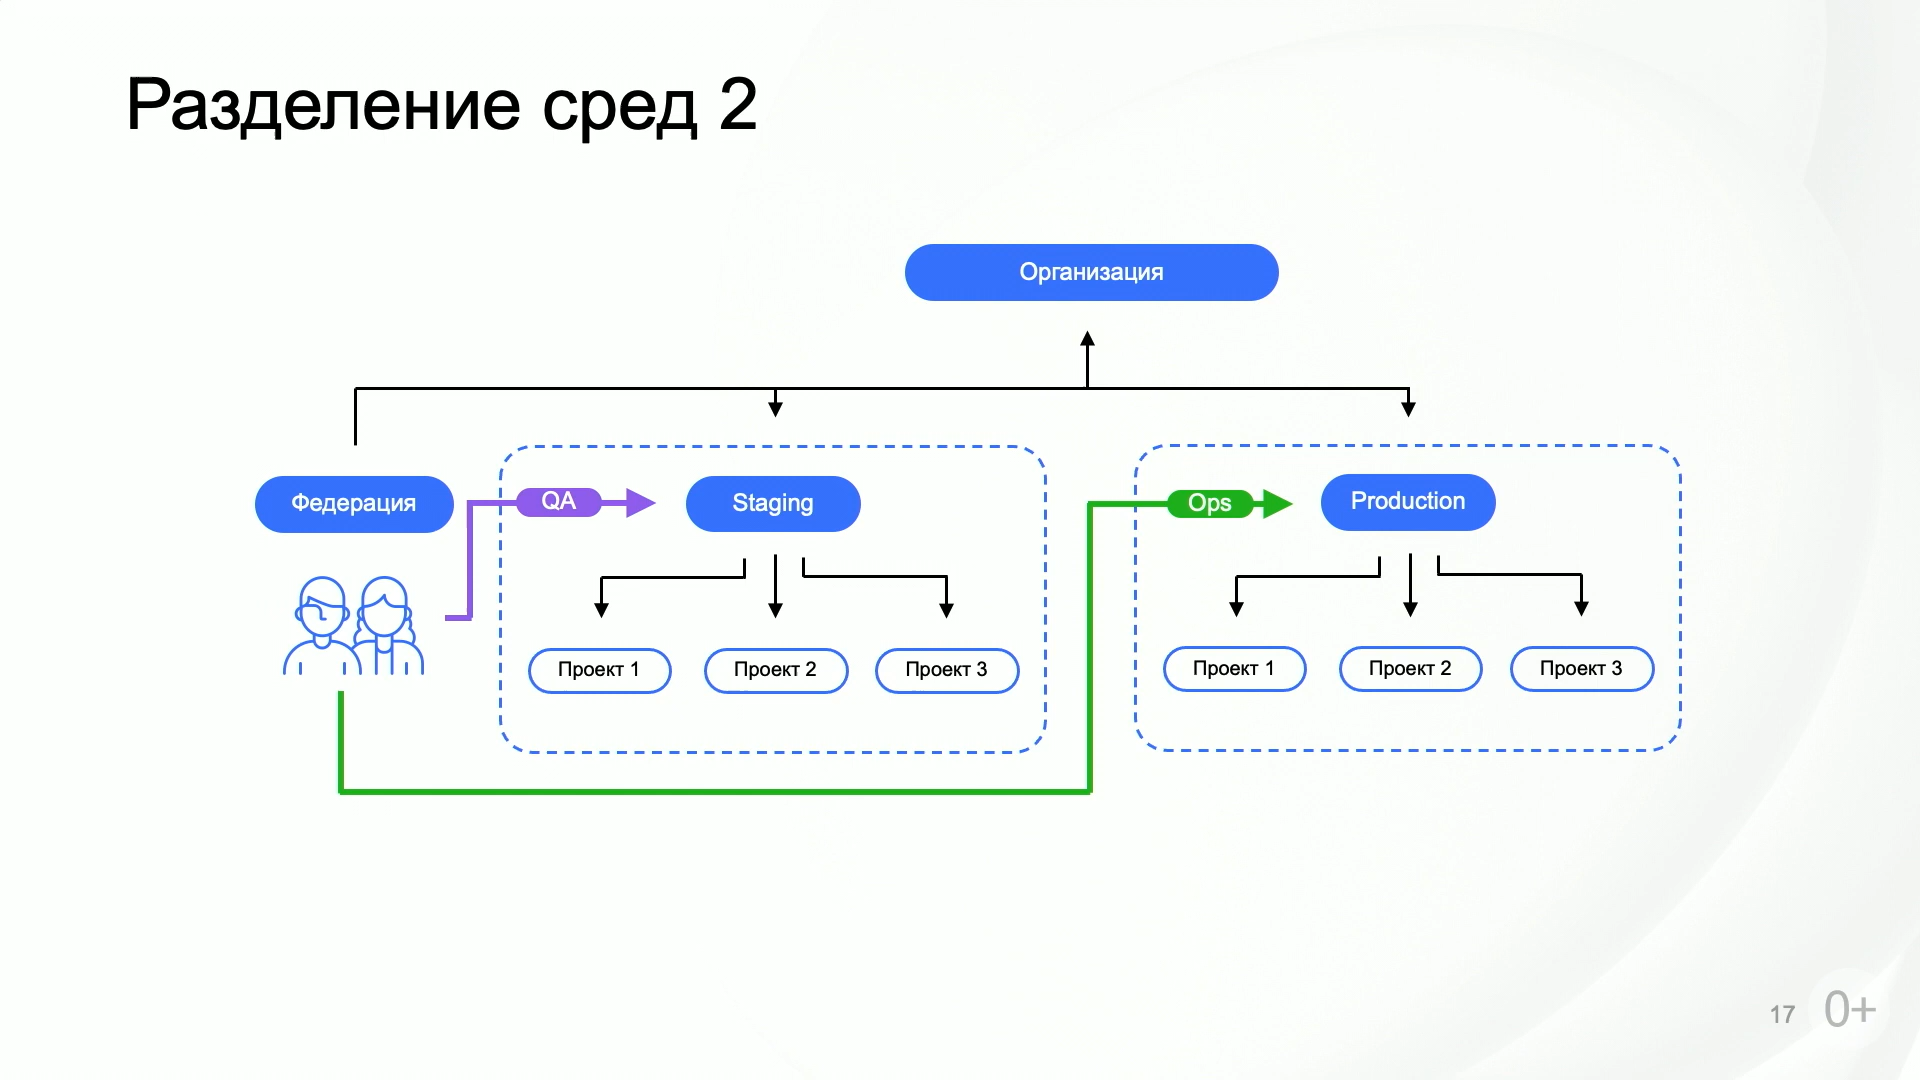 Разделение сред 2
Организация
Федерация
QA
Staging
Ops
Production
Проект 1
Проект 2
Проект 3
Проект 1
Проект 2
Проект 3
17
0+